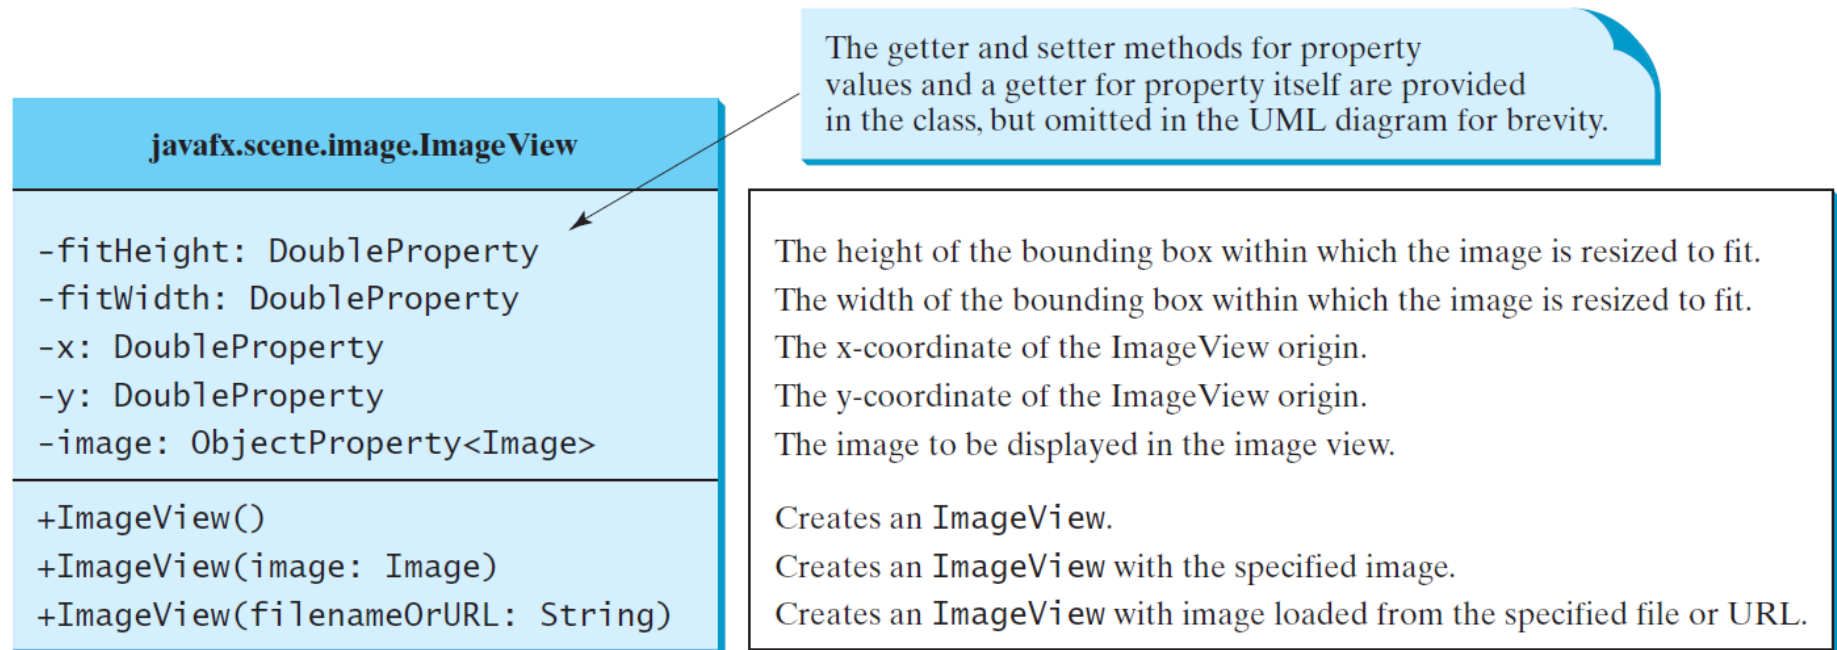 The getter and setter methods for property
values and a getter for property itself are provided
in the class, but omitted in the UML diagram for brevity.
javafx.scene.image.ImageView
-fitHeight: DoubleProperty
-fitWidth: DoubleProperty
-x: DoubleProperty
-y: DoubleProperty
-image: ObjectProperty<Image>
The height of the bounding box within which the image is resized to fit.
The width of the bounding box within which the image is resized to fit.
The x-coordinate of the ImageView origin.
The y-coordinate of the ImageView origin.
The image to be displayed in the image view.
+ImageView()
+ImageView(image: Image)
+ImageView(filenameOrURL: String)
Creates an ImageView.
Creates an ImageView with the specified image.
Creates an ImageView with image loaded from the specified file or URL.